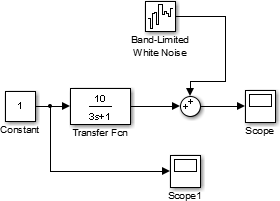 Band-Limited
White Noise
1
Constant
10
3s+1
Transfer Fcn
++
Scope
Scope1